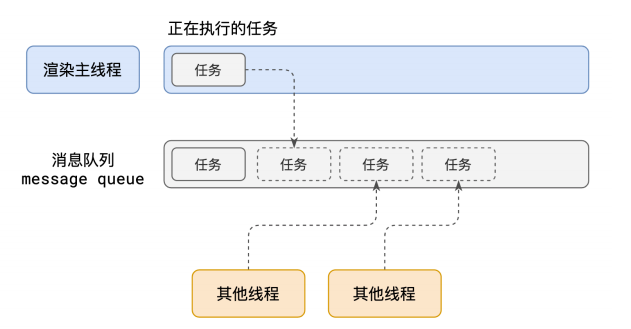 正在执行的任务
渲染主线程
任务
消息队列
message queue
任务
任务
任务
任务
其他线程
其他线程